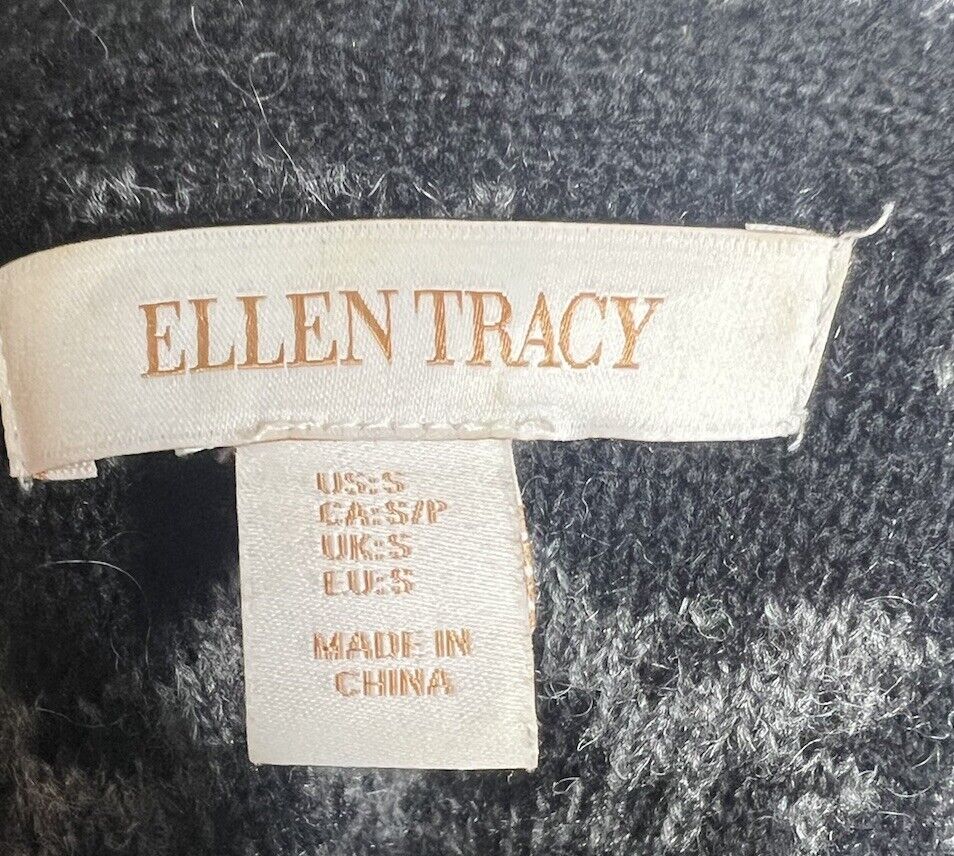 ELLEN TRACY
US:S
CA:S/P
UK:S
EU:S
MADE IN
CHINA